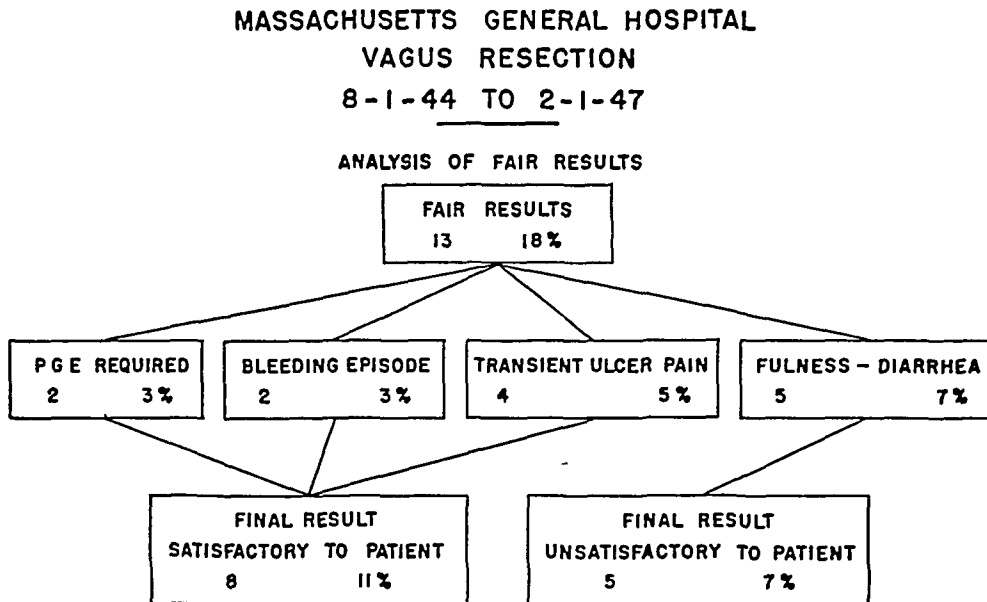 MASSACHUSETTS GENERAL HOSPITAL
VAGUS RESECTION
8-1-44 TO 2-1-47
ANALYSIS OF FAIR RESULTS
FAIR RESULTS
13 18%
PGE REQUIRED
2 3%
BLEEDING EPISODE
2 3%
TRANSIENT ULCER PAIN
4 5%
FULNESS - DIARRHEA
5 7%
FINAL RESULT
SATISFACTORY TO PATIENT
8 11%
FINAL RESULT
UNSATISFACTORY TO PATIENT
5 7%